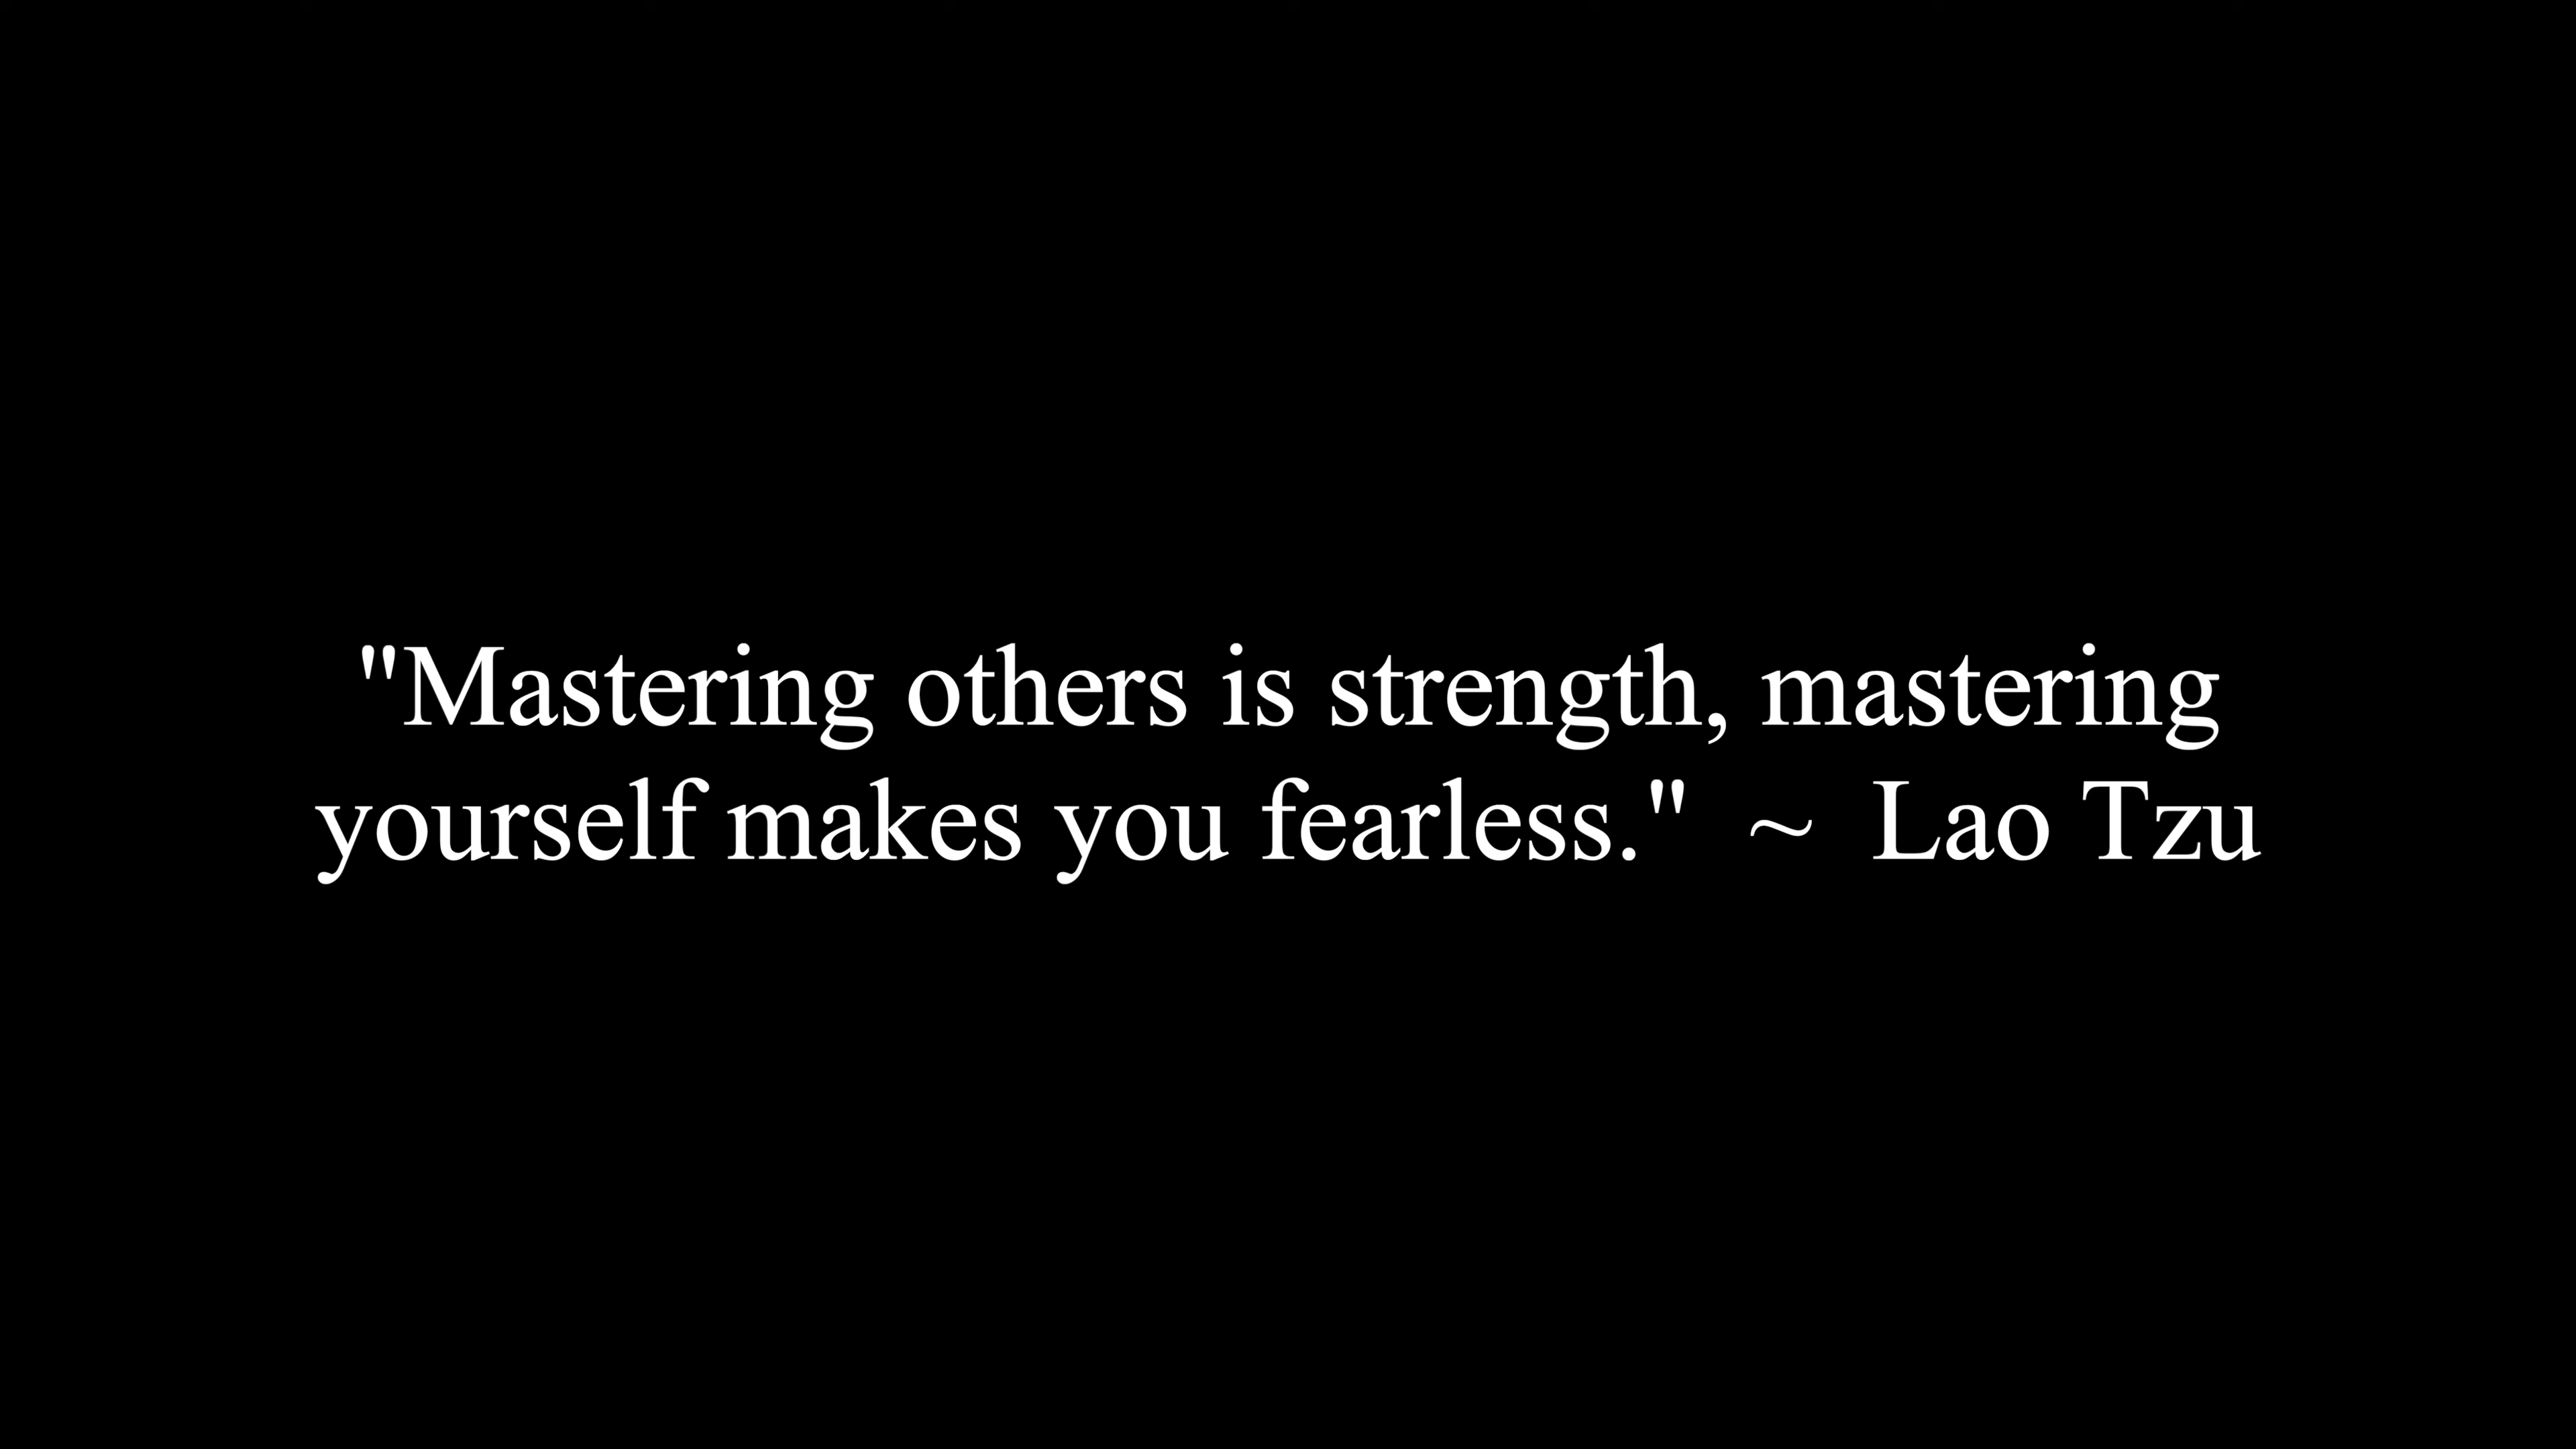 "Mastering others is strength, mastering
yourself makes you fearless."  ~  Lao Tzu